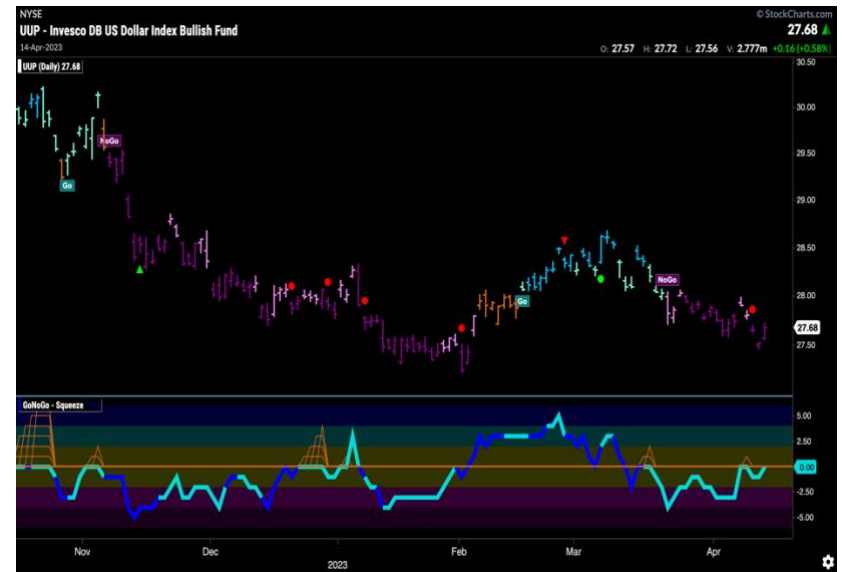 NYSE
© StockCharts.com
UUP - Invesco DB US Dollar Index Bullish Fund
27.68
14-Apr-2023
O: 27.57 H: 27.72 L: 27.56 V: 2.777m +0.16 (+0.58%)
UUP (Daily) 27.68
30.50
30.00
NoGo
29.50
Go
29.00
28.50
NoGo
28.00
Go
27.68
27.50
GoNoGo - Squeeze
5.00
2.50
0.00
-2.50
-5.00
Nov
Dec
2023
Feb
Mar
Apr